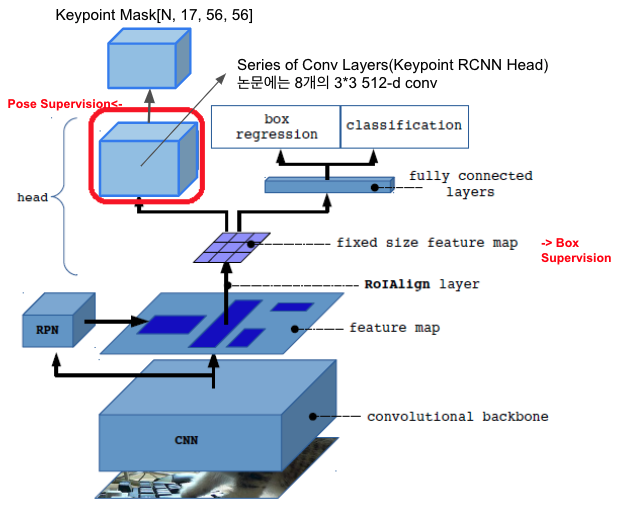 Keypoint Mask[N, 17, 56, 56]
Series of Conv Layers(Keypoint RCNN Head)
논문에는 8개의 3*3 512-d conv
Pose Supervision<-
box
regression
classification
fully connected
layers
head
fixed size feature map
-> Box
Supervision
RoIAlign layer
RPN
feature map
convolutional backbone
CNN